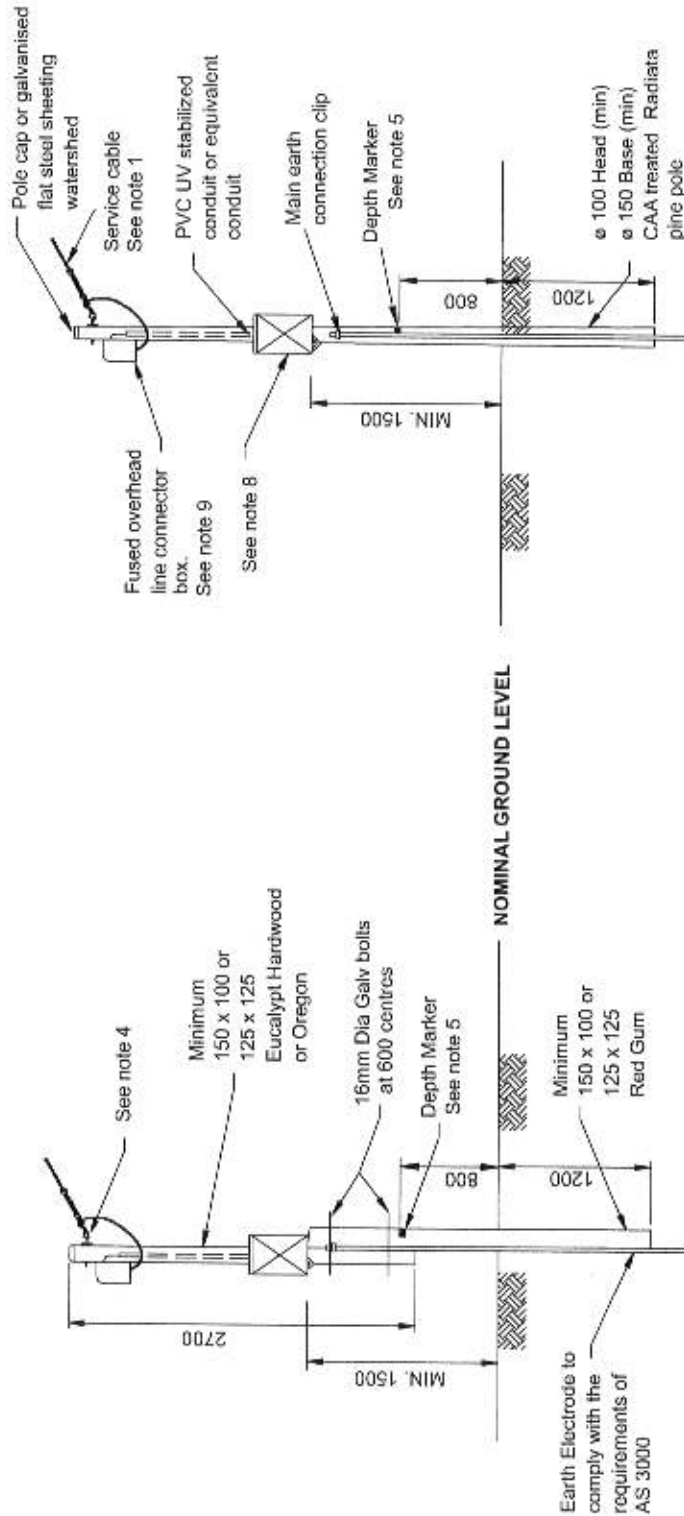 See note 4
Minimum
150 x 100 or
125 x 125
Eucalypt Hardwood
or Oregon
16mm Dia Galv bolts
at 600 centres
Depth Marker
See note 5
2700
MIN. 1500
800
1200
Minimum
150 x 100 or
125 x 125
Red Gum
Earth Electrode to
comply with the
requirements of
AS 3000
NOMINAL GROUND LEVEL
Pole cap or galvanised
flat steel sheeting
watershed
Service cable
See note 1
PVC UV stabilized
conduit or equivalent
conduit
Main earth
connection clip
Depth Marker
See note 5
Fused overhead
line connector
box.
See note 9
See note 8
MIN. 1500
800
1200
ø 100 Head (min)
ø 150 Base (min)
CAA treated Radiata
pine pole